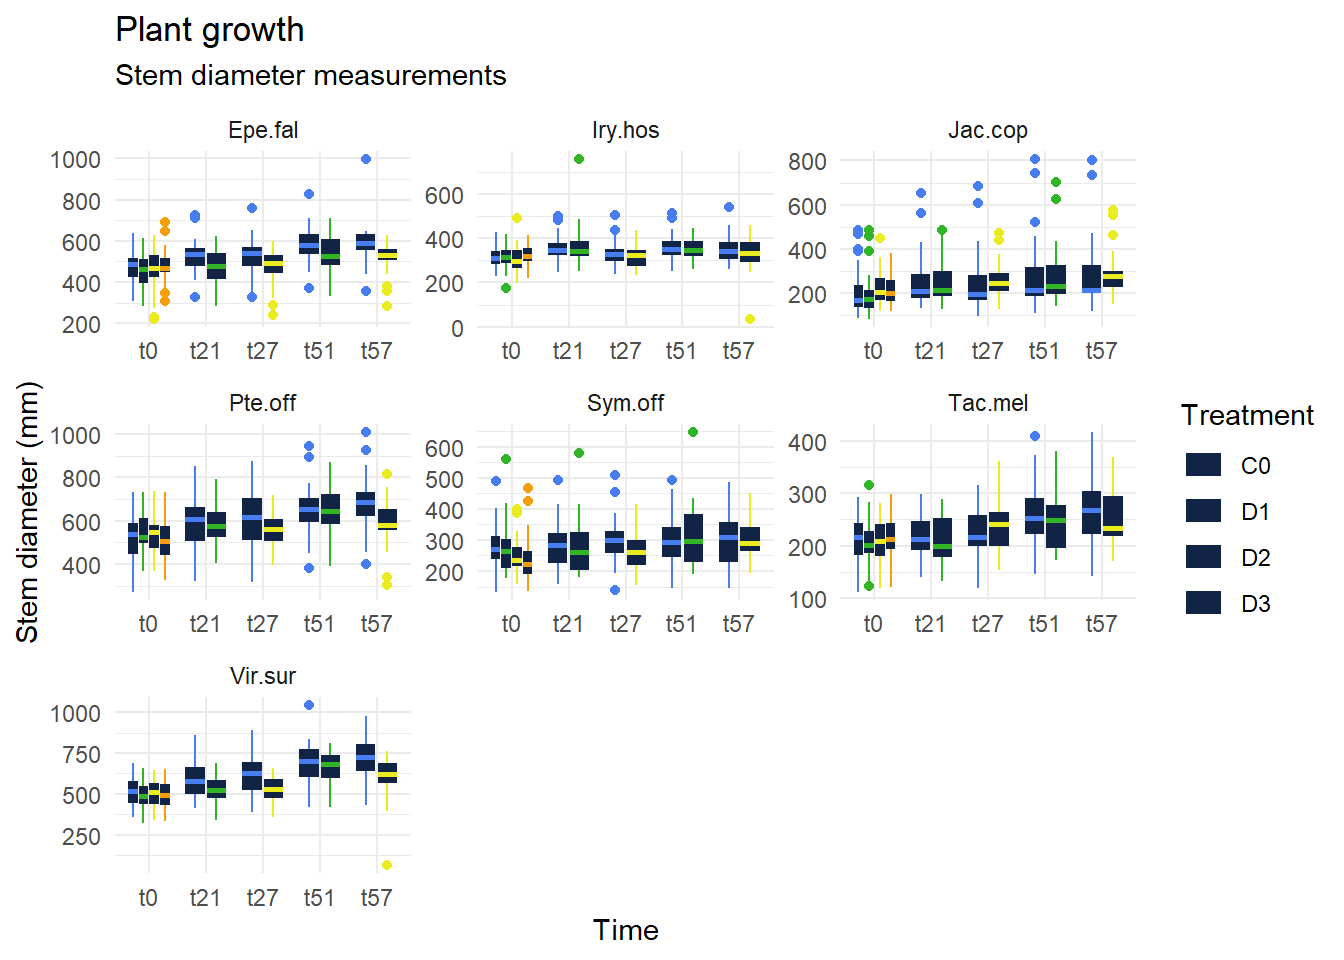 Plant growth
Stem diameter measurements
Epe.fal
Iry.hos
Jac.cop
1000
800
600
400
200
600
400
200
0
800
600
400
200
t0 t21 t27 t51 t57
t0 t21 t27 t51 t57
t0 t21 t27 t51 t57
Pte.off
Sym.off
Tac.mel
1000
800
600
400
600
500
400
300
200
400
300
200
100
t0 t21 t27 t51 t57
t0 t21 t27 t51 t57
t0 t21 t27 t51 t57
Vir.sur
1000
750
500
250
t0 t21 t27 t51 t57
Stem diameter (mm)
Time
Treatment
C0
D1
D2
D3